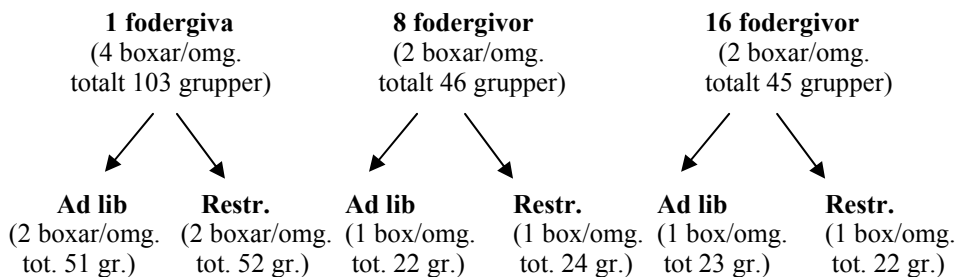 1 fodergiva
(4 boxar/omg.
totalt 103 grupper)
8 fodergivor
(2 boxar/omg.
totalt 46 grupper)
16 fodergivor
(2 boxar/omg.
totalt 45 grupper)
Ad lib
(2 boxar/omg.
tot. 51 gr.)
Restr.
(2 boxar/omg.
tot. 52 gr.)
Ad lib
(1 box/omg.
tot. 22 gr.)
Restr.
(1 box/omg.
tot. 24 gr.)
Ad lib
(1 box/omg.
tot 23 gr.)
Restr.
(1 box/omg.
tot. 22 gr.)